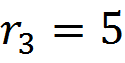 r₃ = 5